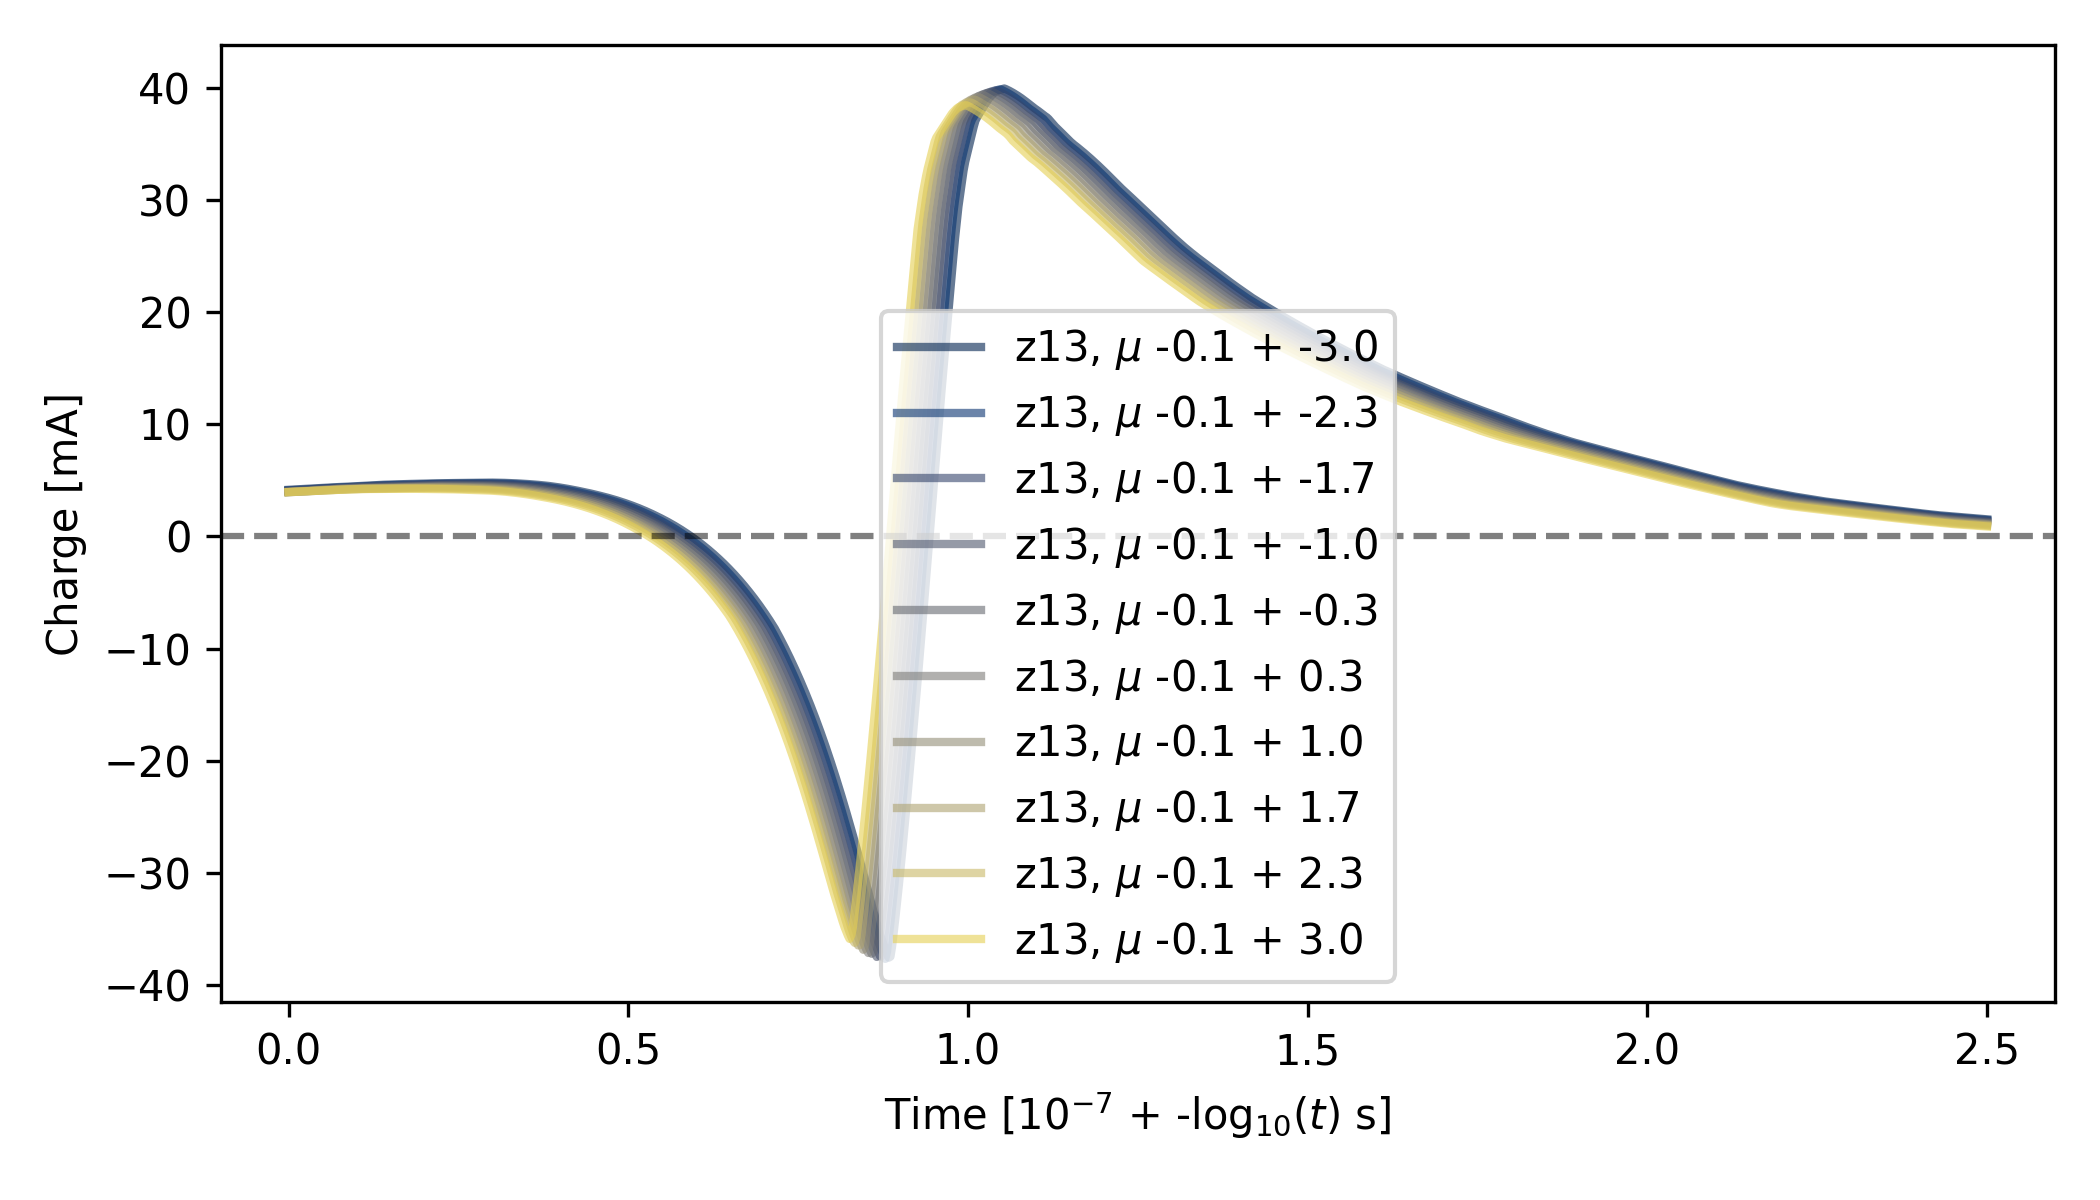 40
30
20
10
0
−10
−20
−30
−40
Charge [mA]
z13, μ -0.1 + -3.0
z13, μ -0.1 + -2.3
z13, μ -0.1 + -1.7
z13, μ -0.1 + -1.0
z13, μ -0.1 + -0.3
z13, μ -0.1 + 0.3
z13, μ -0.1 + 1.0
z13, μ -0.1 + 1.7
z13, μ -0.1 + 2.3
z13, μ -0.1 + 3.0
0.0 0.5 1.0 1.5 2.0 2.5
Time [10⁻⁷ + -log₁₀(t) s]